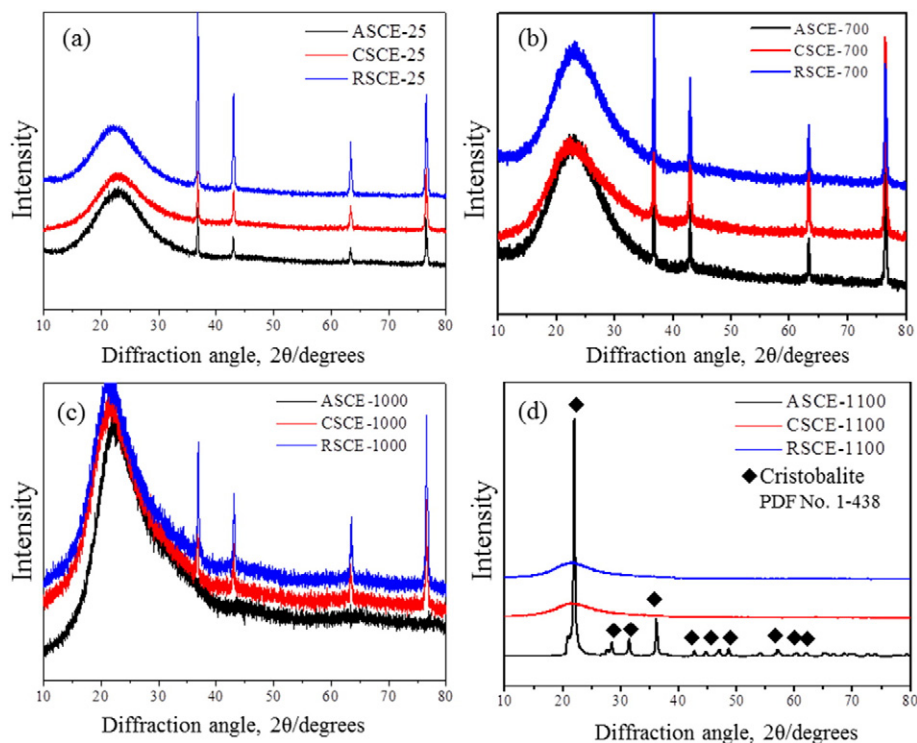 (a)
ASCE-25
CSCE-25
RSCE-25
Intensity
10 20 30 40 50 60 70 80
Diffraction angle, 2θ/degrees
(b)
ASCE-700
CSCE-700
RSCE-700
Intensity
10 20 30 40 50 60 70 80
Diffraction angle, 2θ/degrees
(c)
ASCE-1000
CSCE-1000
RSCE-1000
Intensity
10 20 30 40 50 60 70 80
Diffraction angle, 2θ/degrees
(d)
ASCE-1100
CSCE-1100
RSCE-1100
Cristobalite
PDF No. 1-438
Intensity
10 20 30 40 50 60 70 80
Diffraction angle, 2θ/degrees